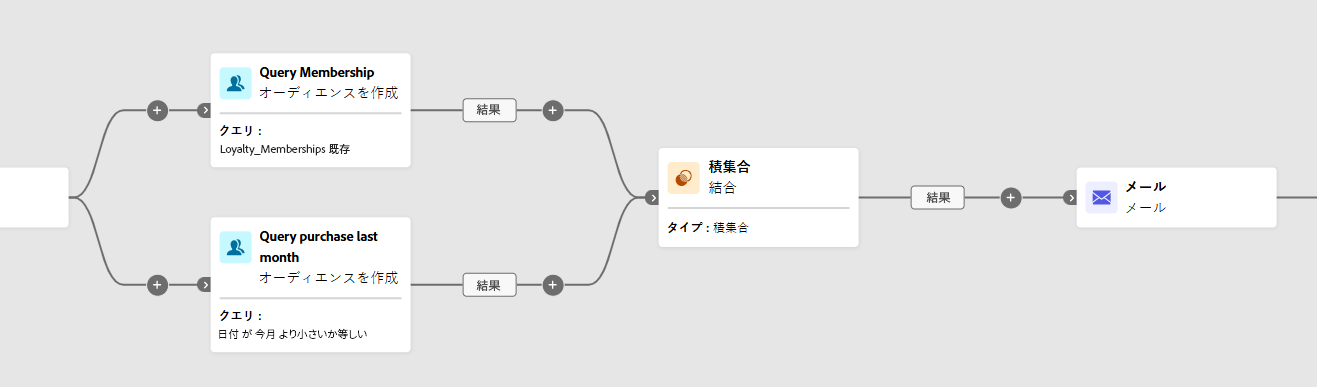 Query Membership
オーディエンスを作成
クエリ：
Loyalty_Memberships 既存
結果
Query purchase last
month
オーディエンスを作成
クエリ：
日付 が 今月 より小さいか等しい
結果
積集合
結合
タイプ：積集合
結果
メール
メール